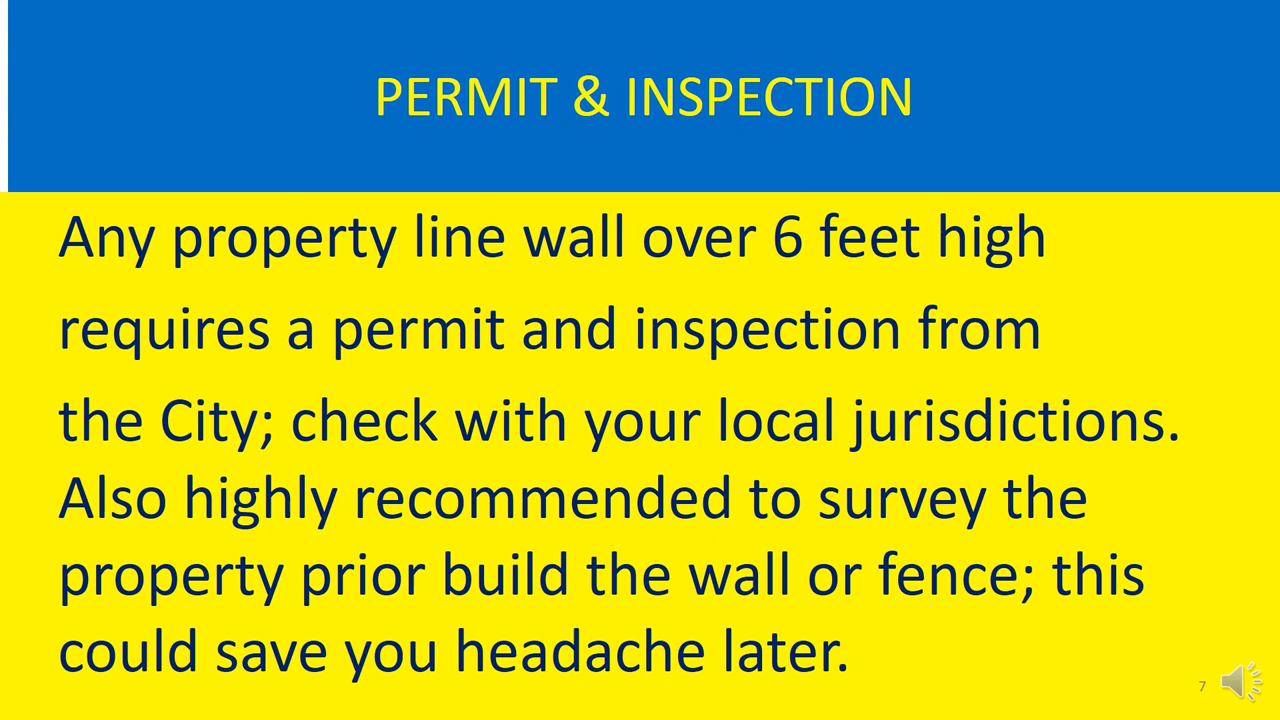 PERMIT & INSPECTION
Any property line wall over 6 feet high
requires a permit and inspection from
the City; check with your local jurisdictions.
Also highly recommended to survey the
property prior build the wall or fence; this
could save you headache later.
7